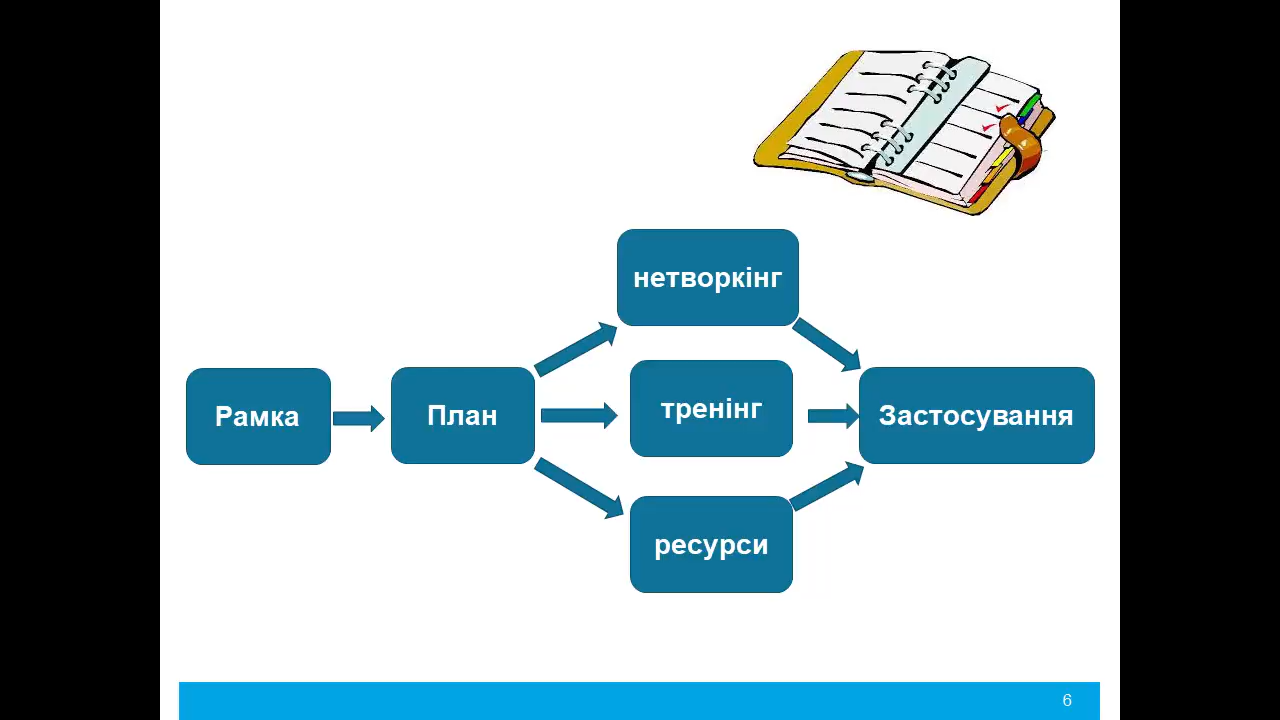 нетворкінг
Рамка
План
тренінг
Застосування
ресурси
6